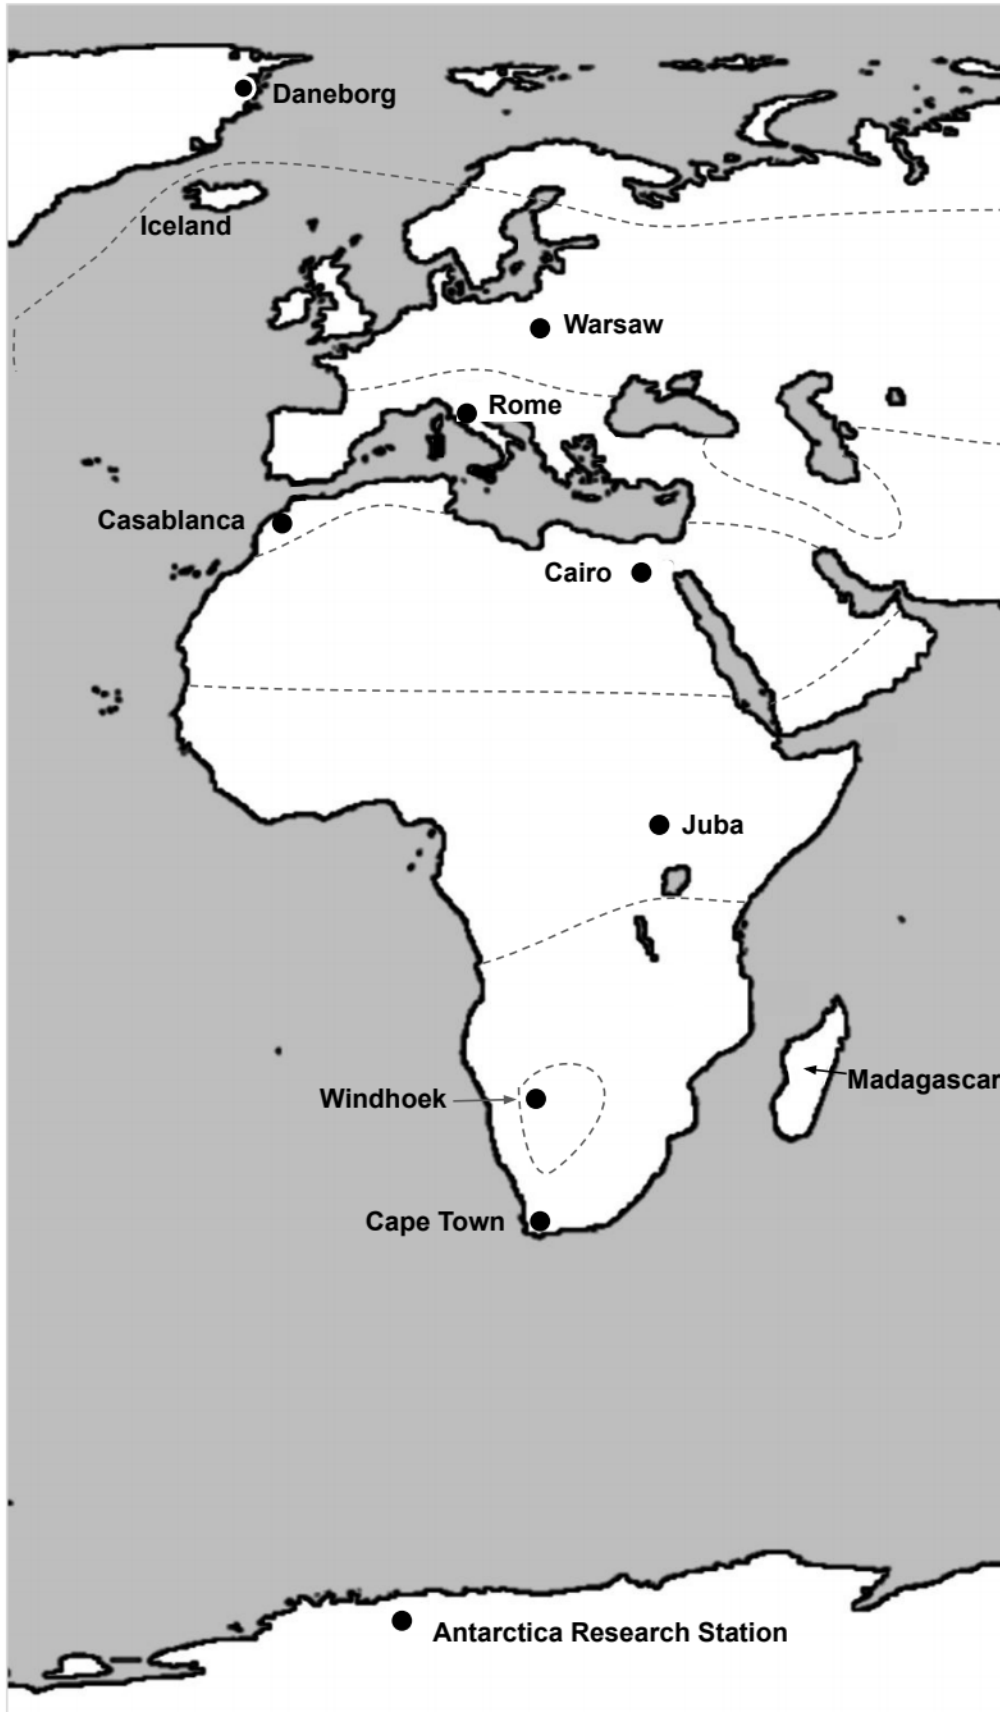 Daneborg
Iceland
Warsaw
Rome
Casablanca
Cairo
Juba
Madagascar
Windhoek
Cape Town
Antarctica Research Station